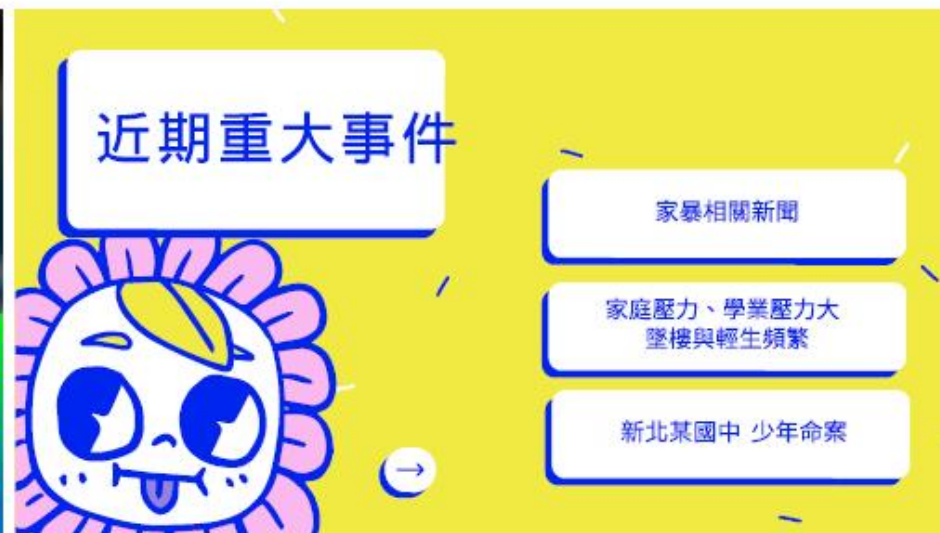 近期重大事件
家暴相關新聞
家庭壓力、學業壓力大
墜樓與輕生頻繁
新北某國中 少年命案